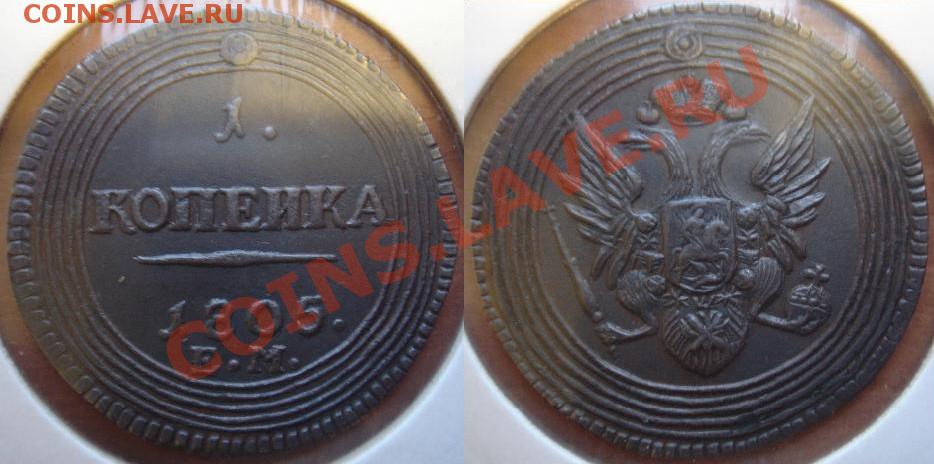 COINS.LAVE.RU
1.
КОПЕИКА
1805.
Е.М.
COINS.LAVE.RU